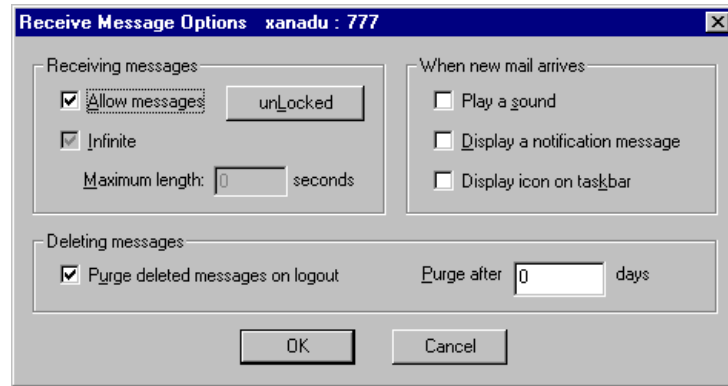 Receive Message Options xanadu : 777
Receiving messages
Allow messages
unLocked
Infinite
Maximum length: 0 seconds
When new mail arrives
Play a sound
Display a notification message
Display icon on taskbar
Deleting messages
Purge deleted messages on logout
Purge after 0 days
OK
Cancel